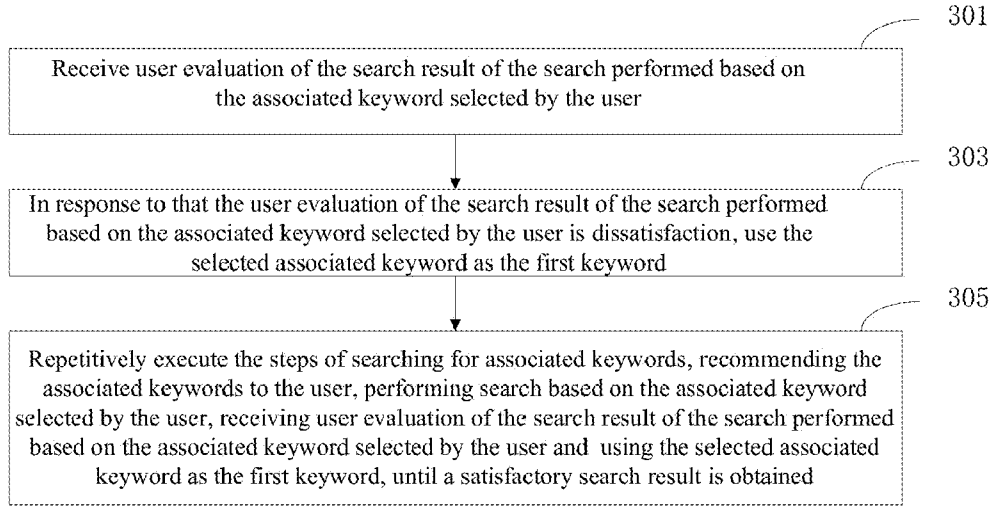 301
Receive user evaluation of the search result of the search performed based on
the associated keyword selected by the user
303
In response to that the user evaluation of the search result of the search performed
based on the associated keyword selected by the user is dissatisfaction, use the
selected associated keyword as the first keyword
305
Repetitively execute the steps of searching for associated keywords, recommending the
associated keywords to the user, performing search based on the associated keyword
selected by the user, receiving user evaluation of the search result of the search performed
based on the associated keyword selected by the user and using the selected associated
keyword as the first keyword, until a satisfactory search result is obtained